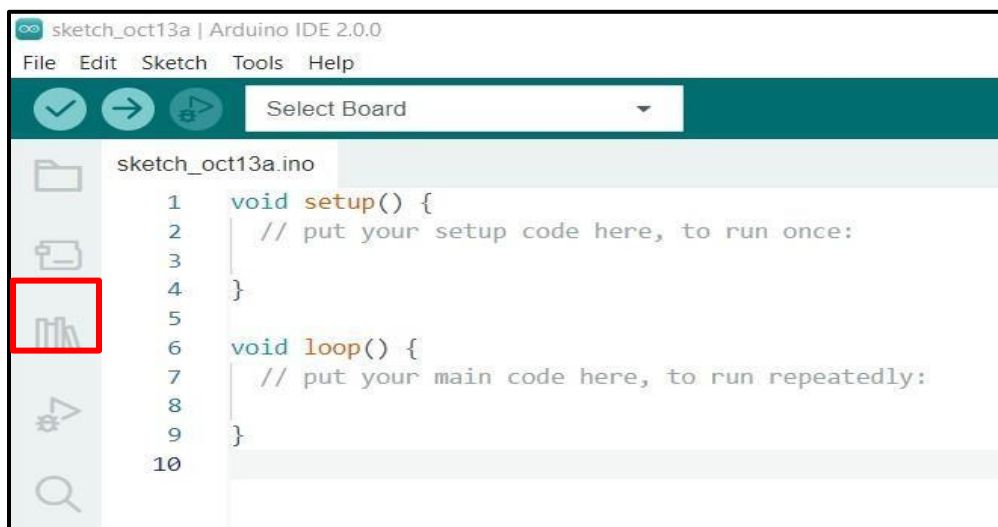 sketch_oct13a | Arduino IDE 2.0.0
File Edit Sketch Tools Help
Select Board
sketch_oct13a.ino
1 void setup() {
2 // put your setup code here, to run once:
3
4 }
5
6 void loop() {
7 // put your main code here, to run repeatedly:
8
9 }
10